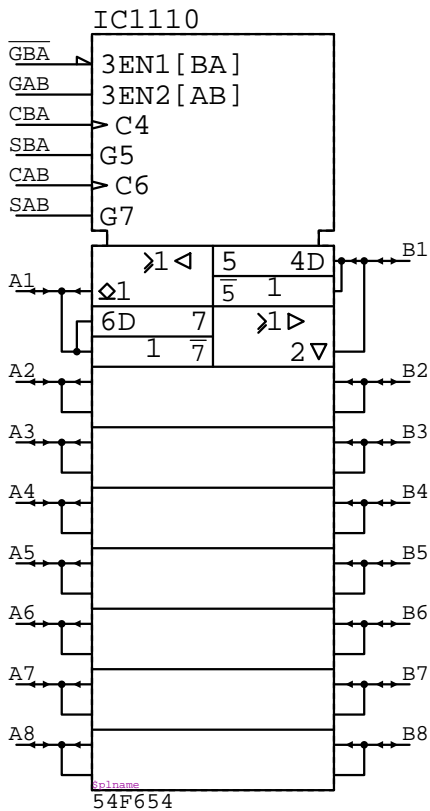 IC1110
GBA
3EN1[BA]
GAB
3EN2[AB]
CBA
C4
SBA
G5
CAB
C6
SAB
G7
≥1 5 4D B1
A1 1 5 1
6D 7 ≥1
1 7 2
A2 B2
A3 B3
A4 B4
A5 B5
A6 B6
A7 B7
A8 B8
$plname
54F654